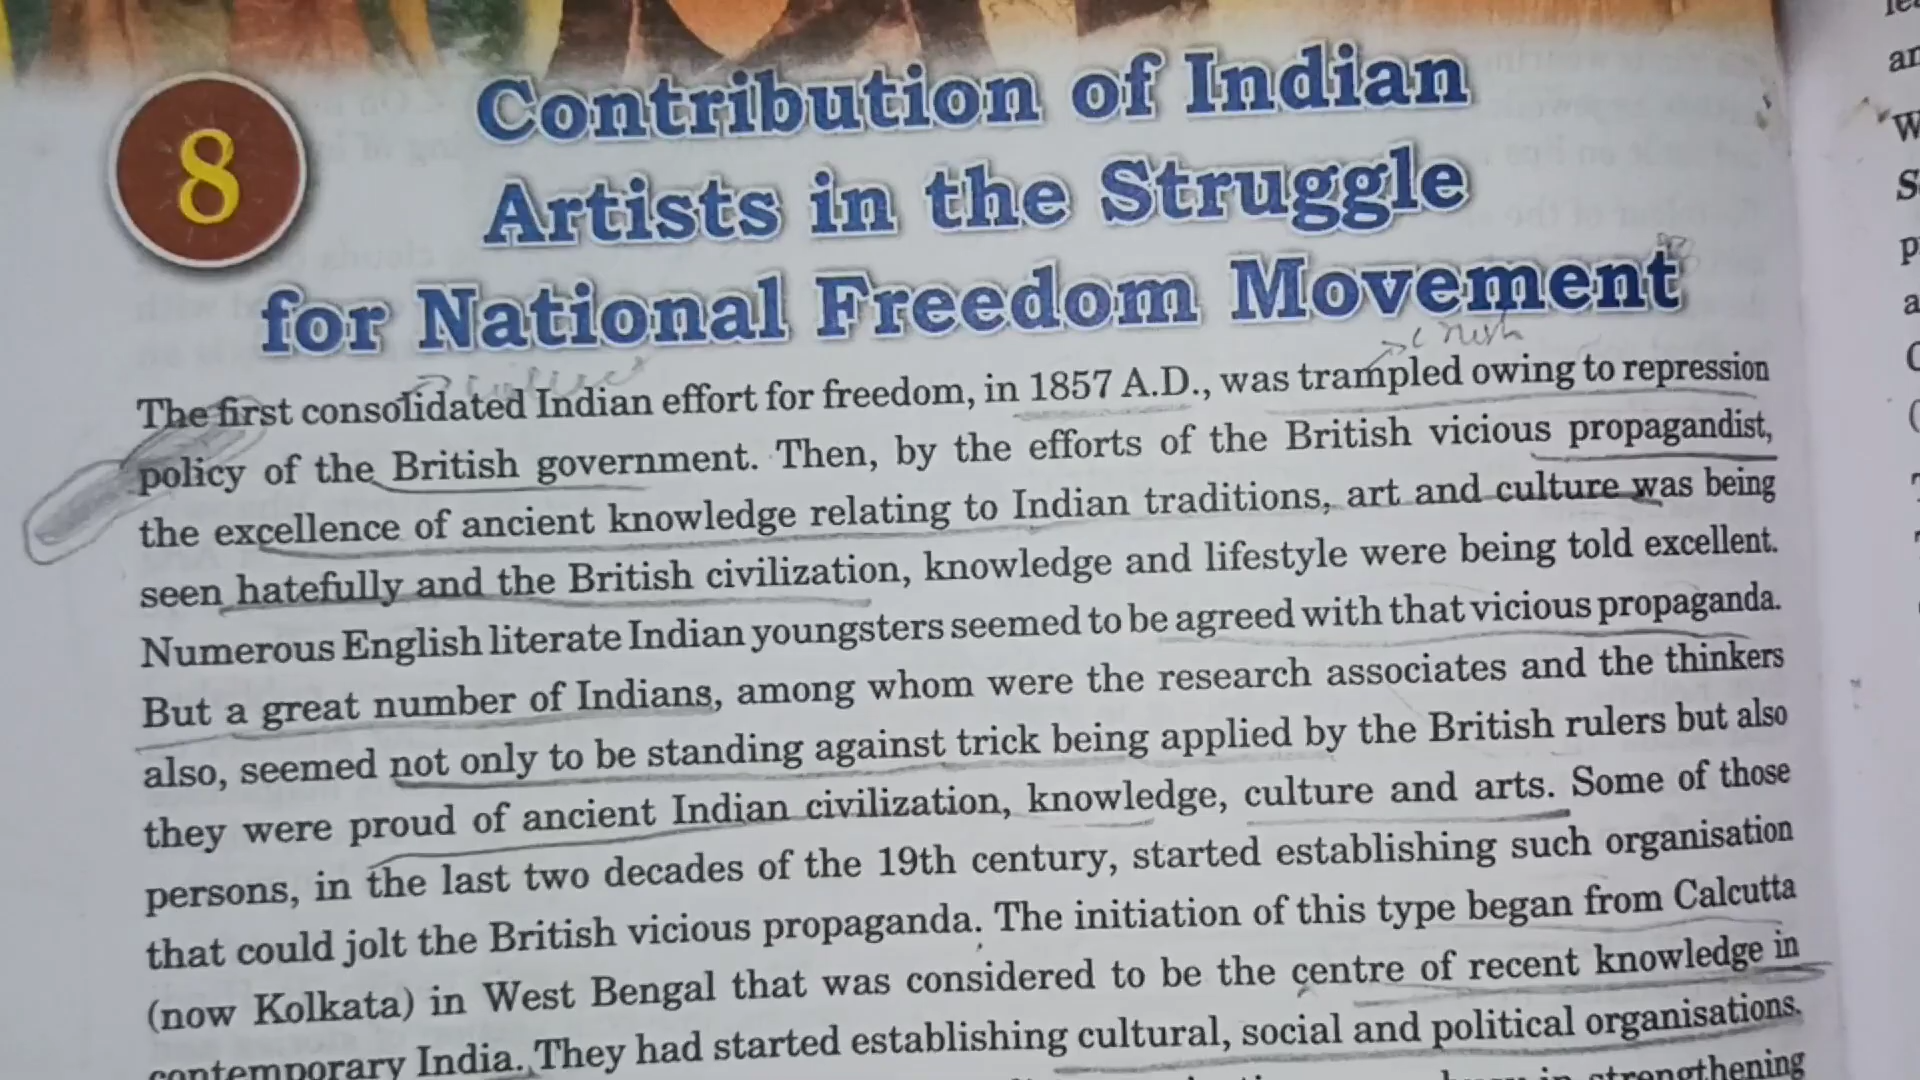 8
Contribution of Indian
Artists in the Struggle
for National Freedom Movement
crush
The first consolidated Indian effort for freedom, in 1857 A.D., was trampled owing to repression
policy of the British government. Then, by the efforts of the British vicious propagandist,
the excellence of ancient knowledge relating to Indian traditions, art and culture was being
seen hatefully and the British civilization, knowledge and lifestyle were being told excellent.
Numerous English literate Indian youngsters seemed to be agreed with that vicious propaganda.
But a great number of Indians, among whom were the research associates and the thinkers
also, seemed not only to be standing against trick being applied by the British rulers but also
they were proud of ancient Indian civilization, knowledge, culture and arts. Some of those
persons, in the last two decades of the 19th century, started establishing such organisation
that could jolt the British vicious propaganda. The initiation of this type began from Calcutta
(now Kolkata) in West Bengal that was considered to be the centre of recent knowledge in
contemporary India. They had started establishing cultural, social and political organisations.
in strengthening